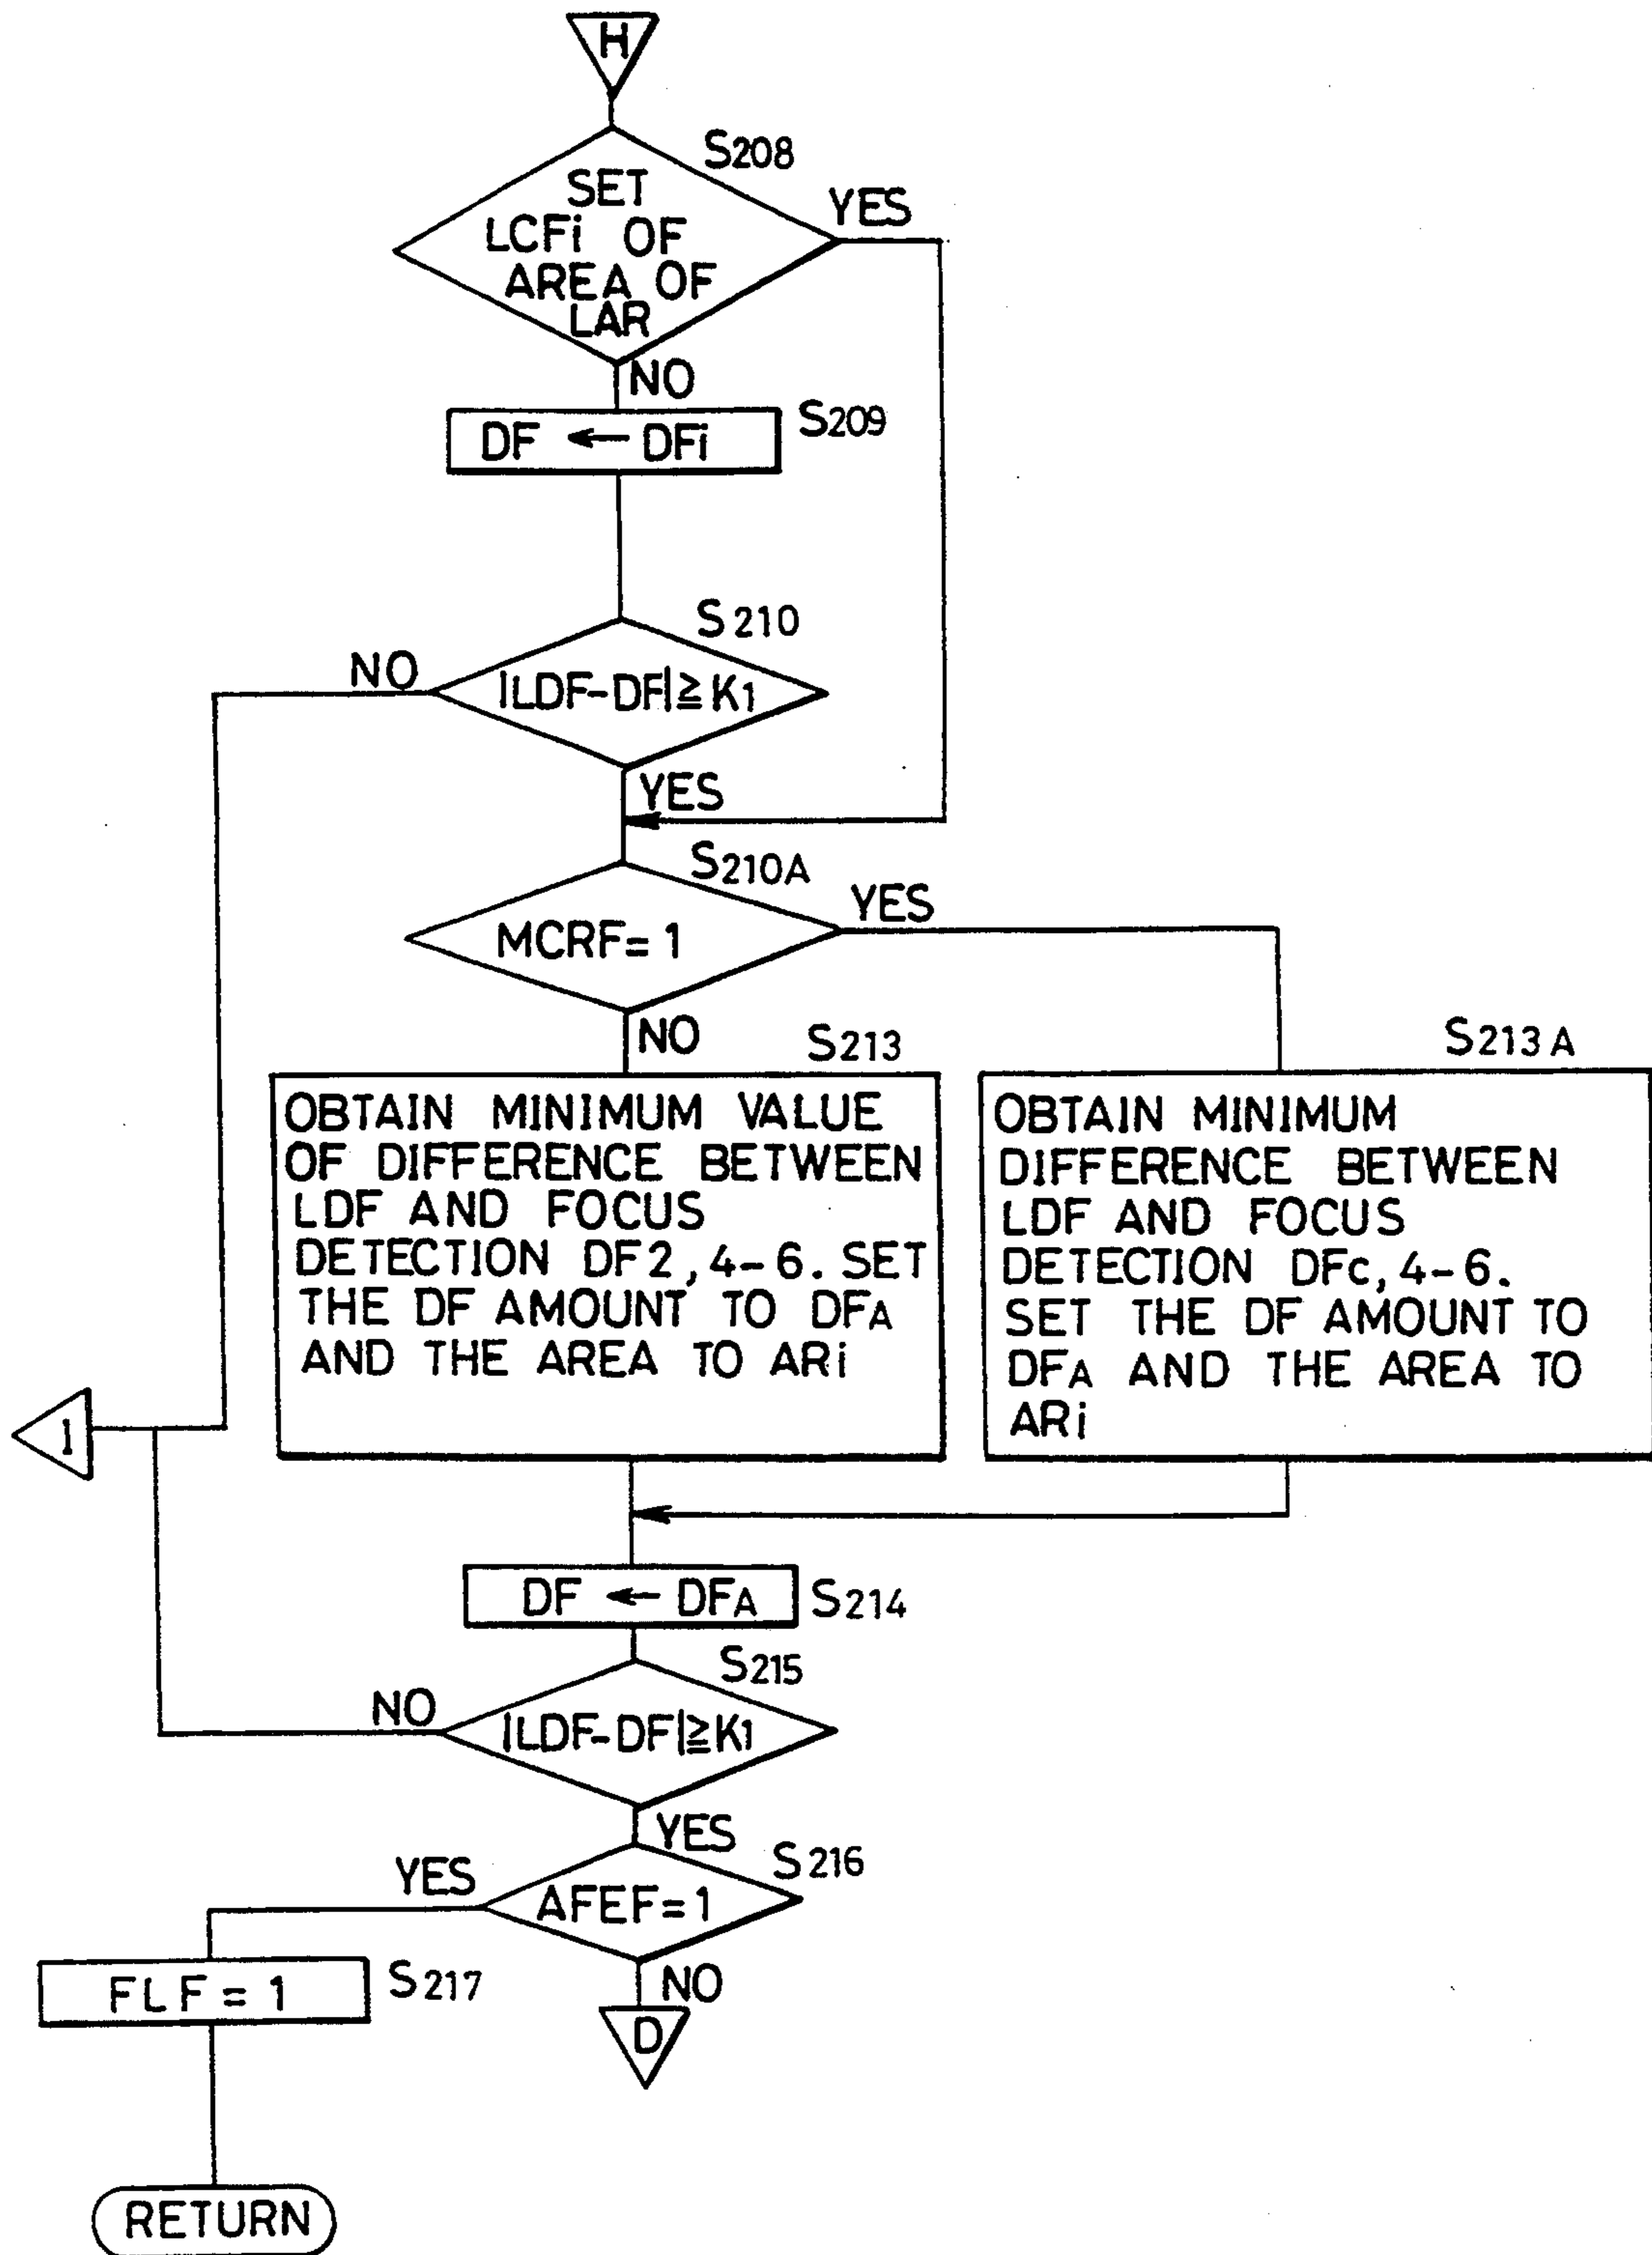 H
S208
SET
LCFi OF
AREA OF
LAR
YES
NO
S209
DF ← DFi
S210
NO
|LDF-DF|≧K1
YES
S210A
YES
MCRF=1
NO
S213
OBTAIN MINIMUM VALUE
OF DIFFERENCE BETWEEN
LDF AND FOCUS
DETECTION DF2,4-6. SET
THE DF AMOUNT TO DFA
AND THE AREA TO ARi
S213A
OBTAIN MINIMUM
DIFFERENCE BETWEEN
LDF AND FOCUS
DETECTION DFc,4-6.
SET THE DF AMOUNT TO
DFA AND THE AREA TO
ARi
I
DF ← DFA
S214
S215
NO
|LDF-DF|≧K1
YES
S216
YES
AFEF=1
NO
FLF=1
S217
D
RETURN